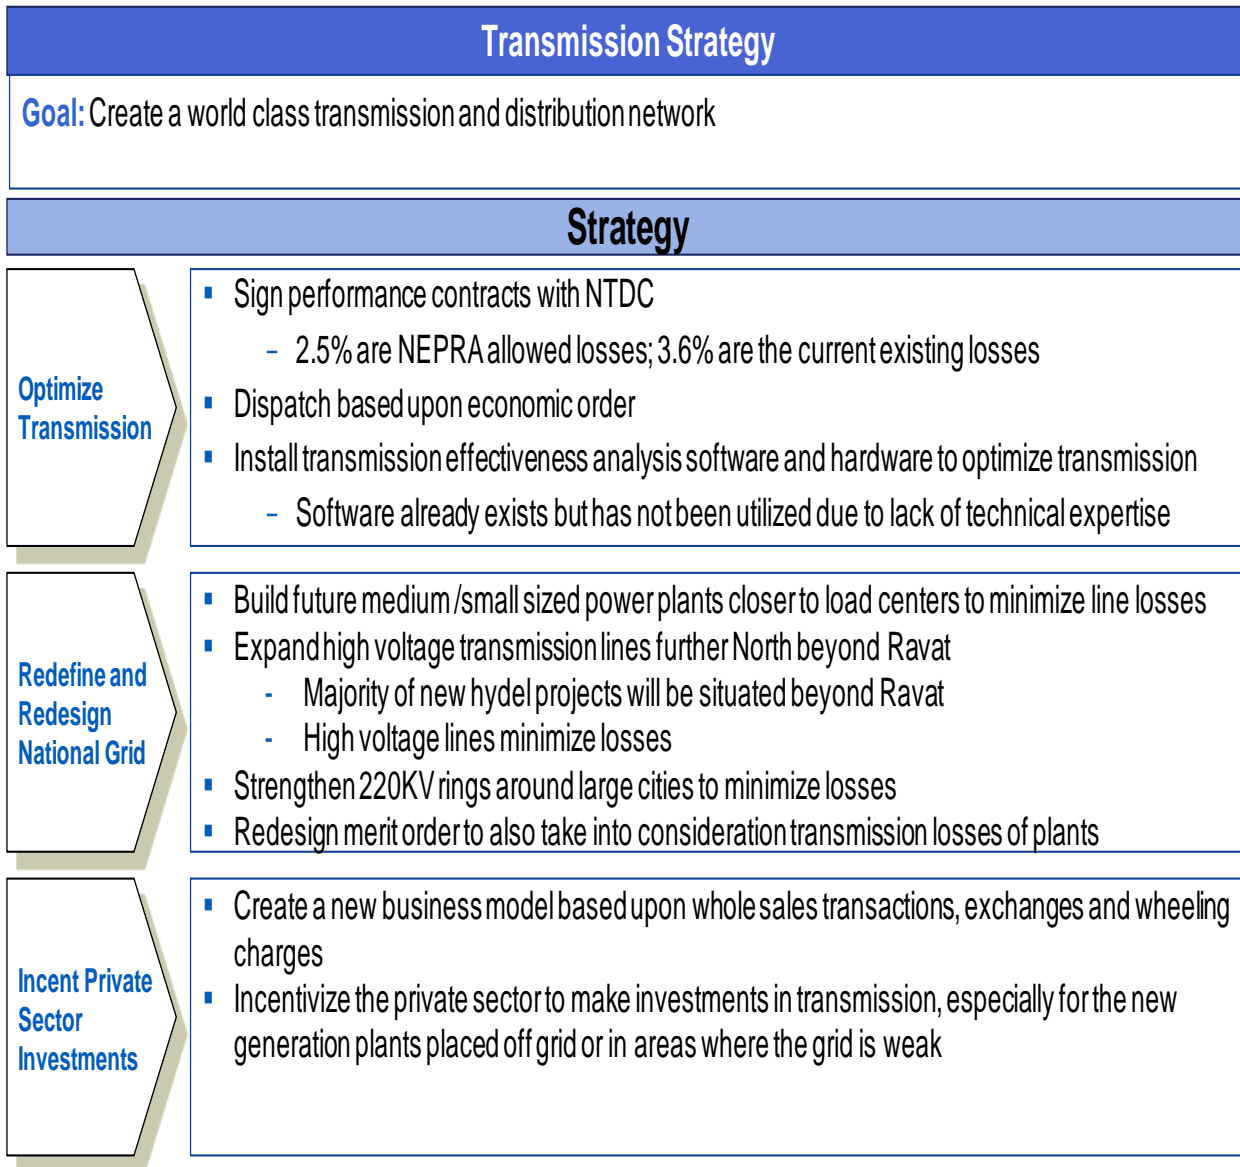 Transmission Strategy
Goal: Create a world class transmission and distribution network
Strategy
Optimize
Transmission
▪ Sign performance contracts with NTDC
– 2.5% are NEPRA allowed losses; 3.6% are the current existing losses
▪ Dispatch based upon economic order
▪ Install transmission effectiveness analysis software and hardware to optimize transmission
– Software already exists but has not been utilized due to lack of technical expertise
Redefine and
Redesign
National Grid
▪ Build future medium /small sized power plants closer to load centers to minimize line losses
▪ Expand high voltage transmission lines further North beyond Ravat
- Majority of new hydel projects will be situated beyond Ravat
- High voltage lines minimize losses
▪ Strengthen 220KV rings around large cities to minimize losses
▪ Redesign merit order to also take into consideration transmission losses of plants
Incent Private
Sector
Investments
▪ Create a new business model based upon whole sales transactions, exchanges and wheeling
charges
▪ Incentivize the private sector to make investments in transmission, especially for the new
generation plants placed off grid or in areas where the grid is weak